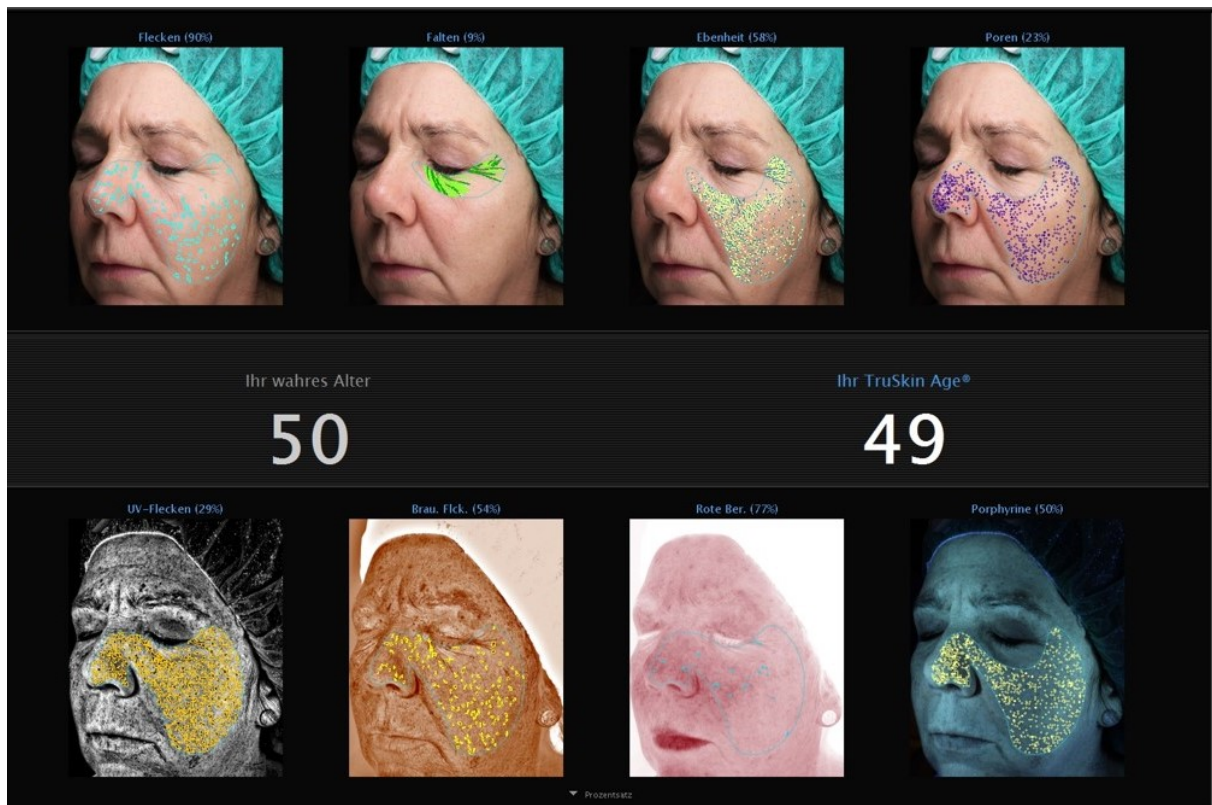 Flecken (90%)
Falten (9%)
Ebenheit (58%)
Poren (23%)
Ihr wahres Alter
50
Ihr TruSkin Age®
49
UV-Flecken (29%)
Brau. Flck. (54%)
Rote Ber. (77%)
Porphyrine (50%)
Prozentsatz